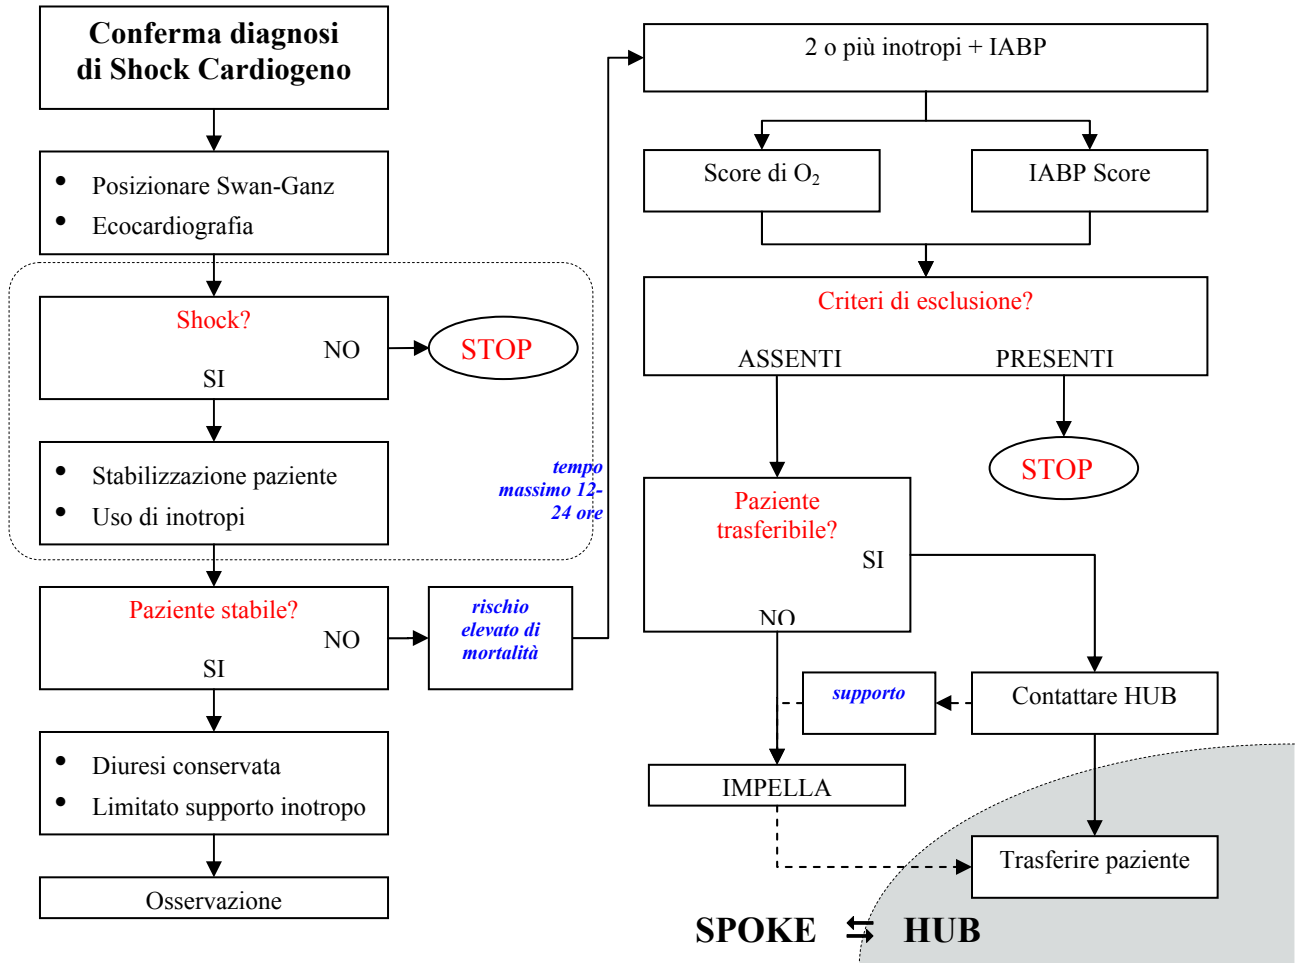 Conferma diagnosi
di Shock Cardiogeno
• Posizionare Swan-Ganz
• Ecocardiografia
Shock?
NO
SI
STOP
• Stabilizzazione paziente
• Uso di inotropi
tempo
massimo 12-
24 ore
Paziente stabile?
NO
SI
rischio
elevato di
mortalità
• Diuresi conservata
• Limitato supporto inotropo
Osservazione
2 o più inotropi + IABP
Score di O₂
IABP Score
Criteri di esclusione?
ASSENTI
PRESENTI
STOP
Paziente
trasferibile?
SI
NO
supporto
Contattare HUB
IMPELLA
Trasferire paziente
SPOKE ⇆ HUB